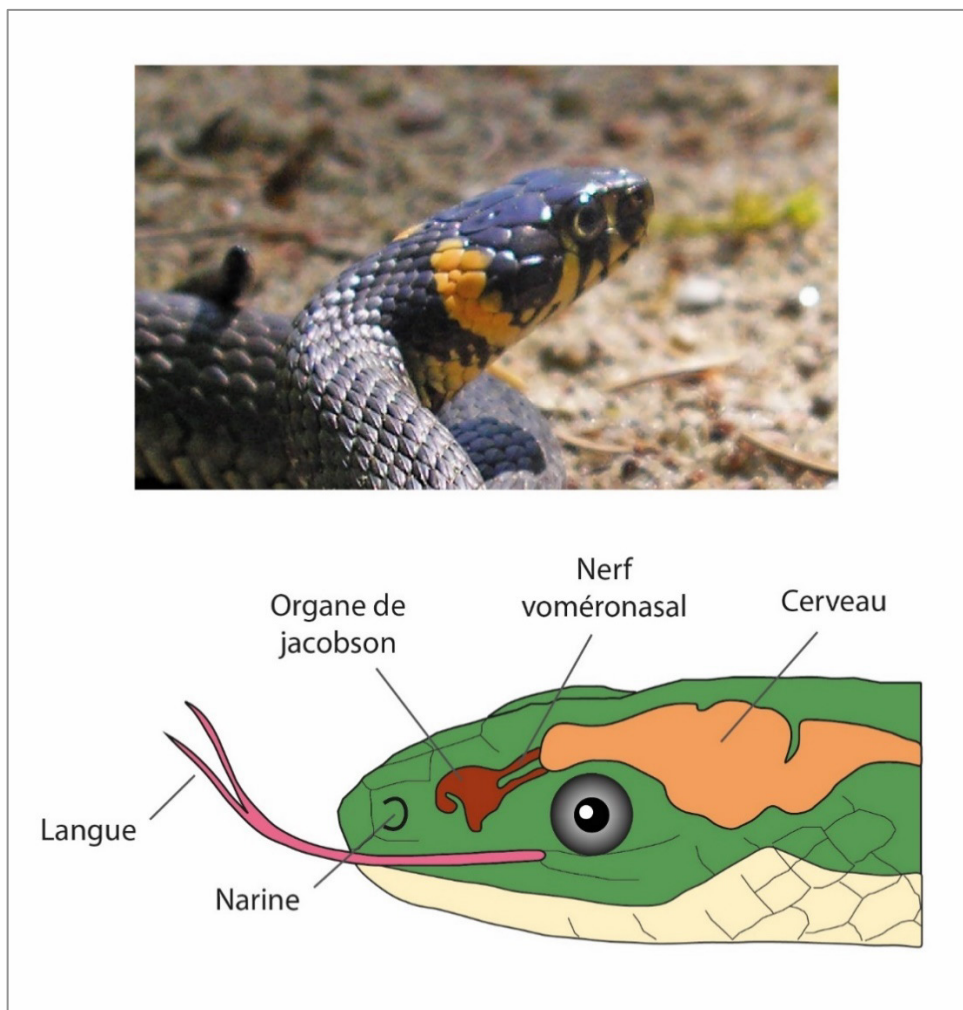 Nerf
voméronasal
Organe de
jacobson
Cerveau
Langue
Narine